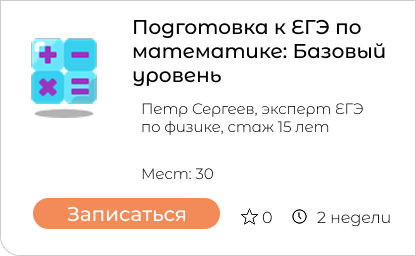 Подготовка к ЕГЭ по
математике: Базовый
уровень
Петр Сергеев, эксперт ЕГЭ
по физике, стаж 15 лет
Мест: 30
Записаться
0
2 недели